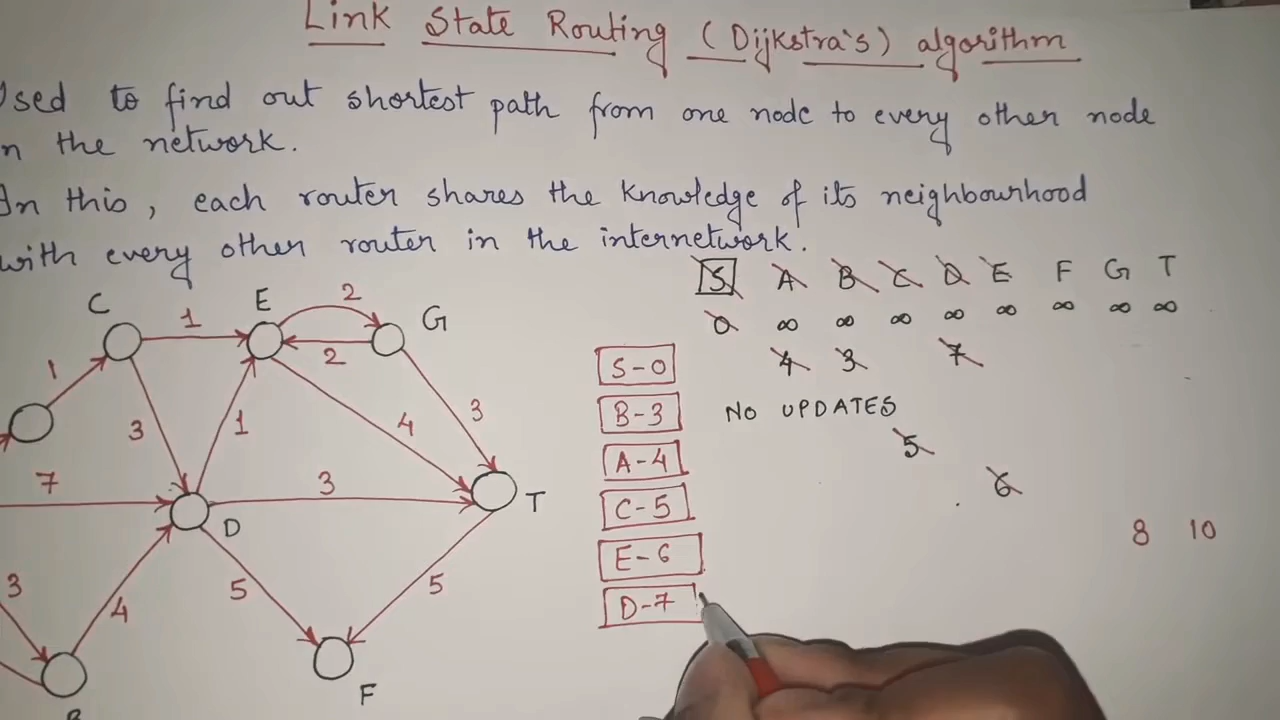 Link State Routing (Dijkstra's) algorithm
Used to find out shortest path from one node to every other node
in the network.
In this, each router shares the knowledge of its neighbourhood
with every other router in the internetwork.
S A B C D E F G T
0 ∞ ∞ ∞ ∞ ∞ ∞ ∞ ∞
S-0
4 3 7
B-3 NO UPDATES
A-4 5
C-5 6
E-6 8 10
D-7
C 1 E 2 G
1 2
3 1 4 3
7 3
D T
3 4 5 5
F
B